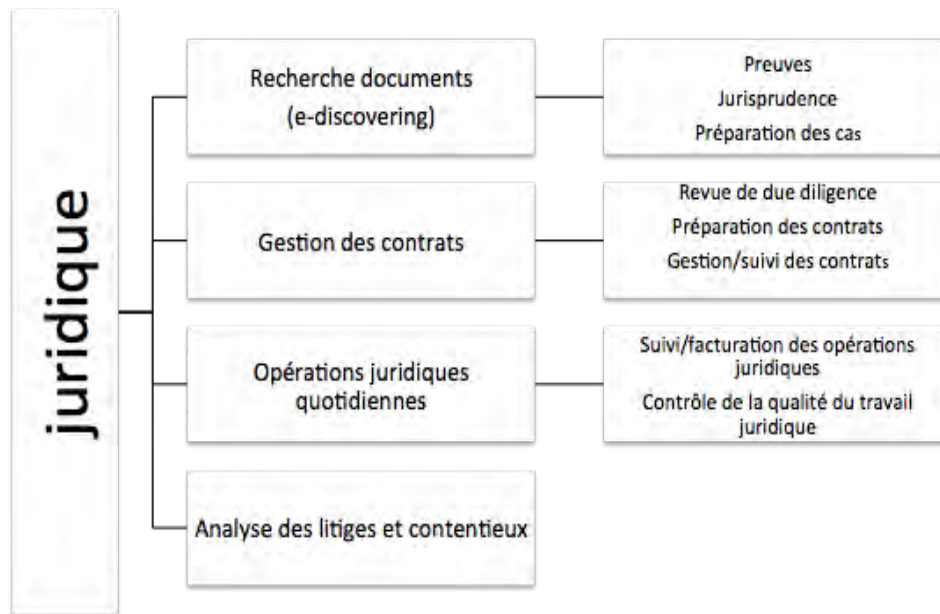 juridique
Recherche documents
(e-discovering)
Preuves
Jurisprudence
Préparation des cas
Gestion des contrats
Revue de due diligence
Préparation des contrats
Gestion/suivi des contrats
Opérations juridiques
quotidiennes
Suivi/facturation des opérations
juridiques
Contrôle de la qualité du travail
juridique
Analyse des litiges et contentieux